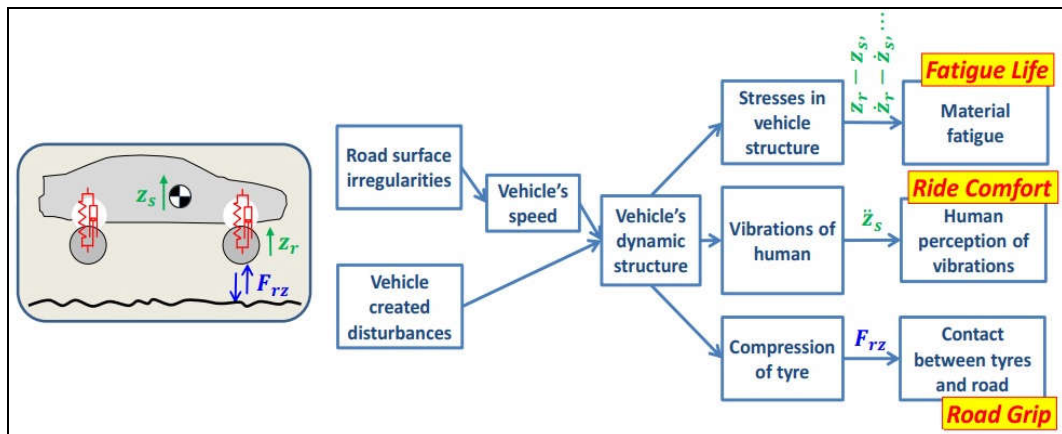 z_s
z_r
F_rz
Road surface
irregularities
Vehicle's
speed
Vehicle
created
disturbances
Vehicle's
dynamic
structure
Stresses in
vehicle
structure
z_r − z_s,
ż_r − ż_s, …
Fatigue Life
Material
fatigue
Vibrations of
human
z̈_s
Ride Comfort
Human
perception of
vibrations
Compression
of tyre
F_rz
Contact
between tyres
and road
Road Grip